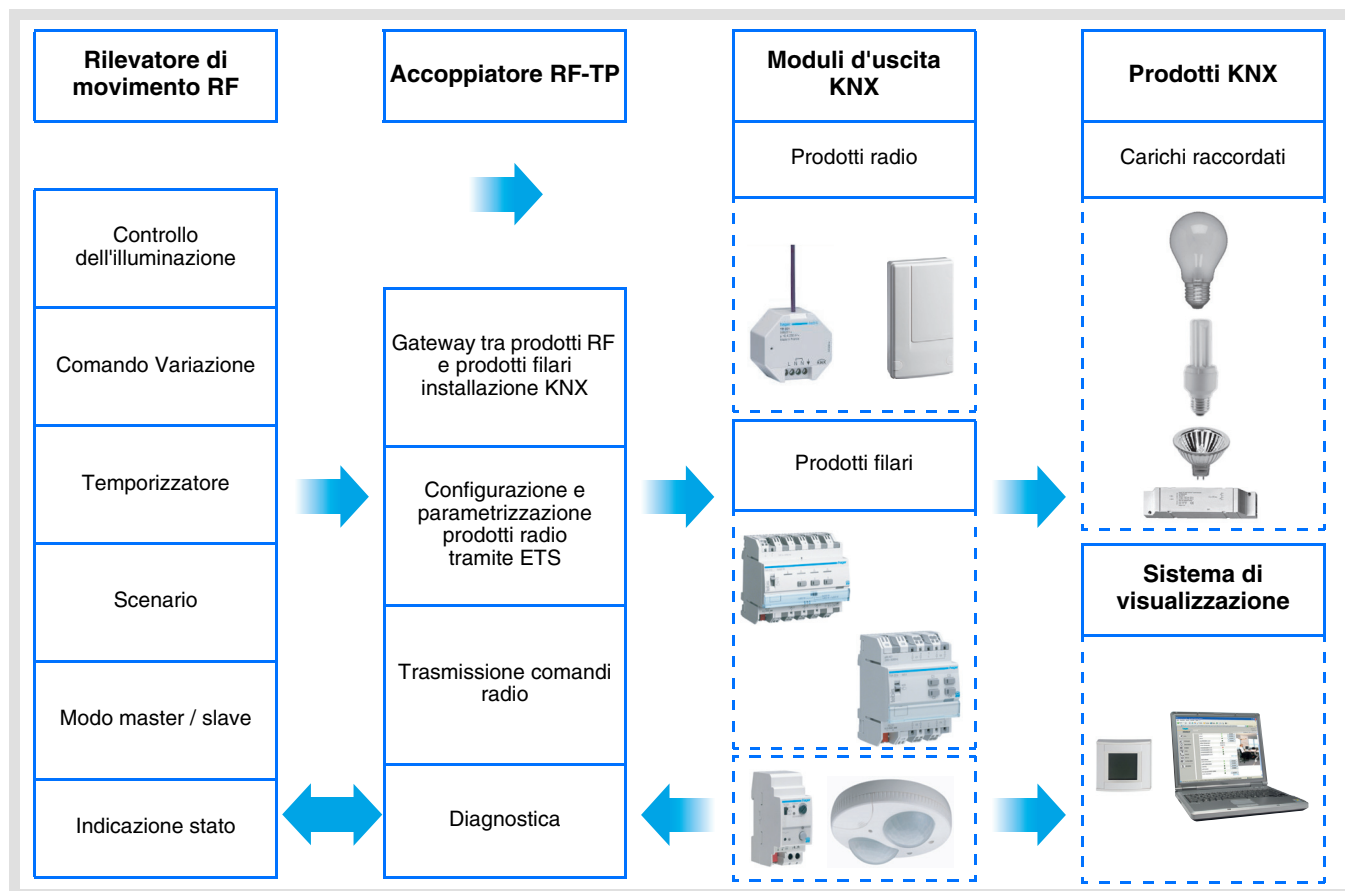 Rilevatore di
movimento RF
Controllo
dell'illuminazione
Comando Variazione
Temporizzatore
Scenario
Modo master / slave
Indicazione stato
Accoppiatore RF-TP
Gateway tra prodotti RF
e prodotti filari
installazione KNX
Configurazione e
parametrizzazione
prodotti radio
tramite ETS
Trasmissione comandi
radio
Diagnostica
Moduli d'uscita
KNX
Prodotti radio
Prodotti filari
Prodotti KNX
Carichi raccordati
Sistema di
visualizzazione